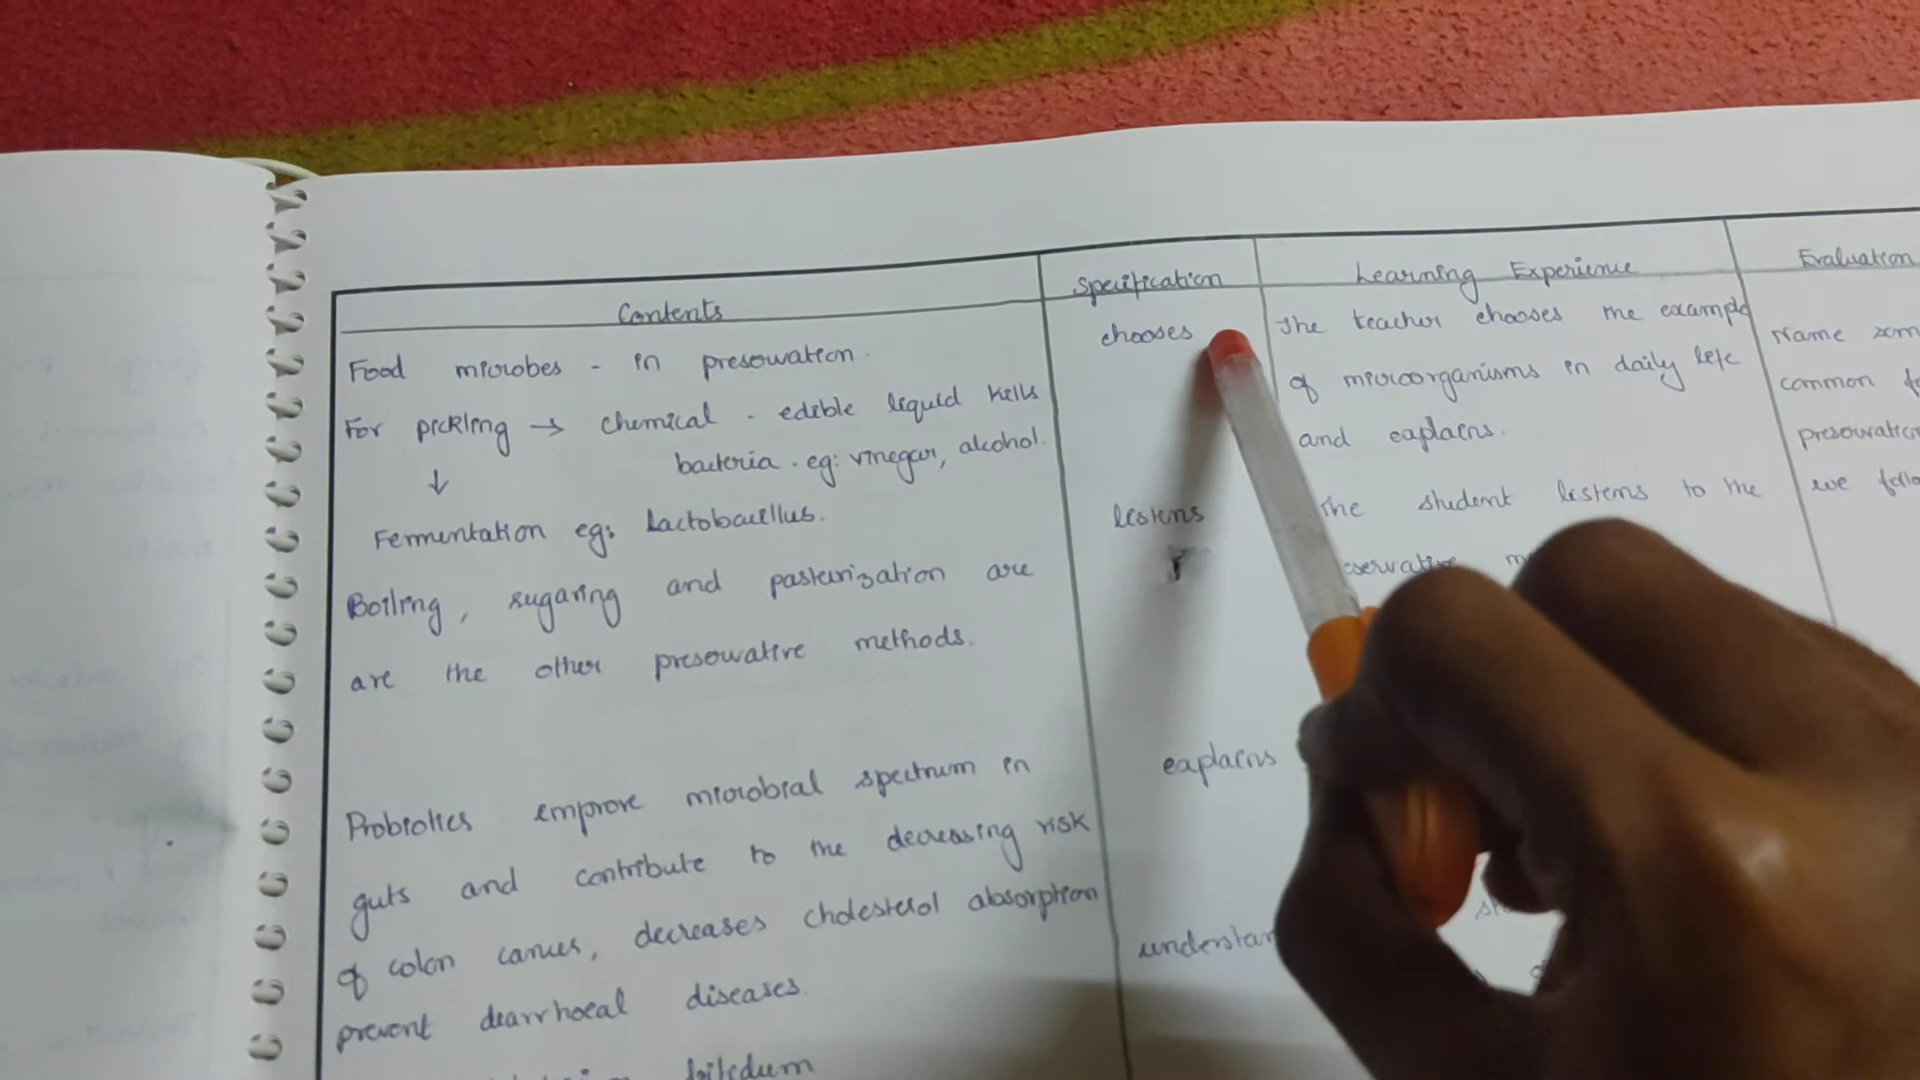 Contents
Food microbes - in preservation.
For pickling → chemical - edible liquid kills
bacteria. eg: vinegar, alcohol.
↓
Fermentation eg: Lactobacillus.
Boiling, sugaring and pasteurization are
are the other preservative methods.
Probiotics improve microbial spectrum in
guts and contribute to the decreasing risk
of colon cancer, decreases cholesterol absorption
prevent diarrhoeal diseases.
Specification
chooses
listens
explains
Learning Experience
The teacher chooses the example
of microorganisms in daily life
and explains.
The student listens to the
Evaluation
Name
common
we